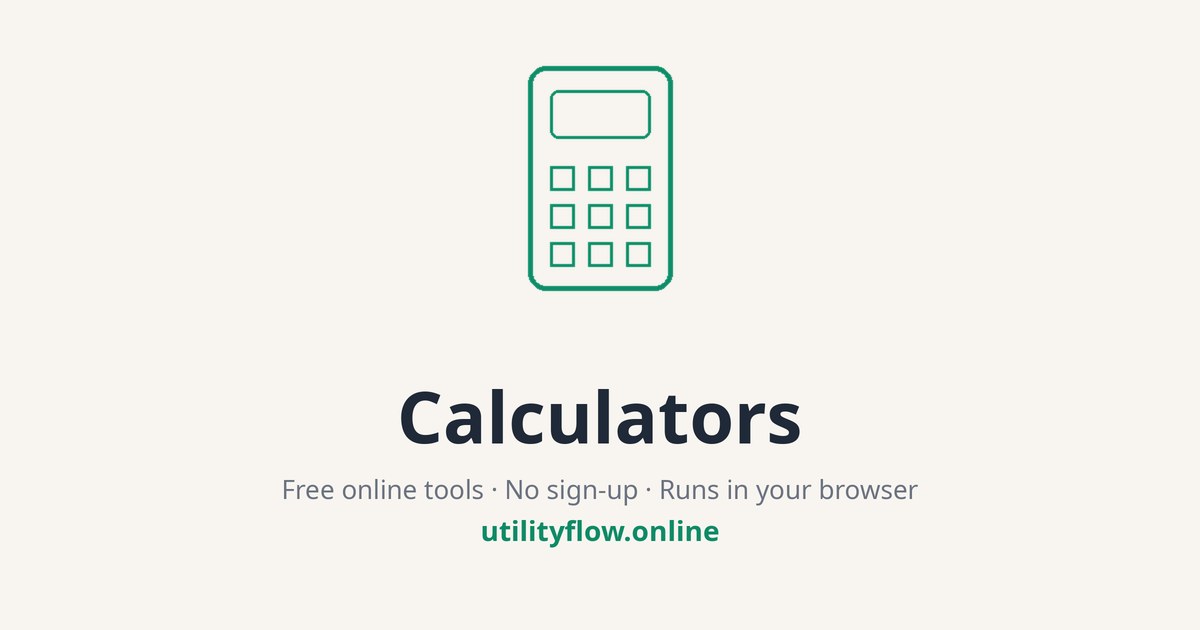 Calculators
Free online tools · No sign-up · Runs in your browser
utilityflow.online